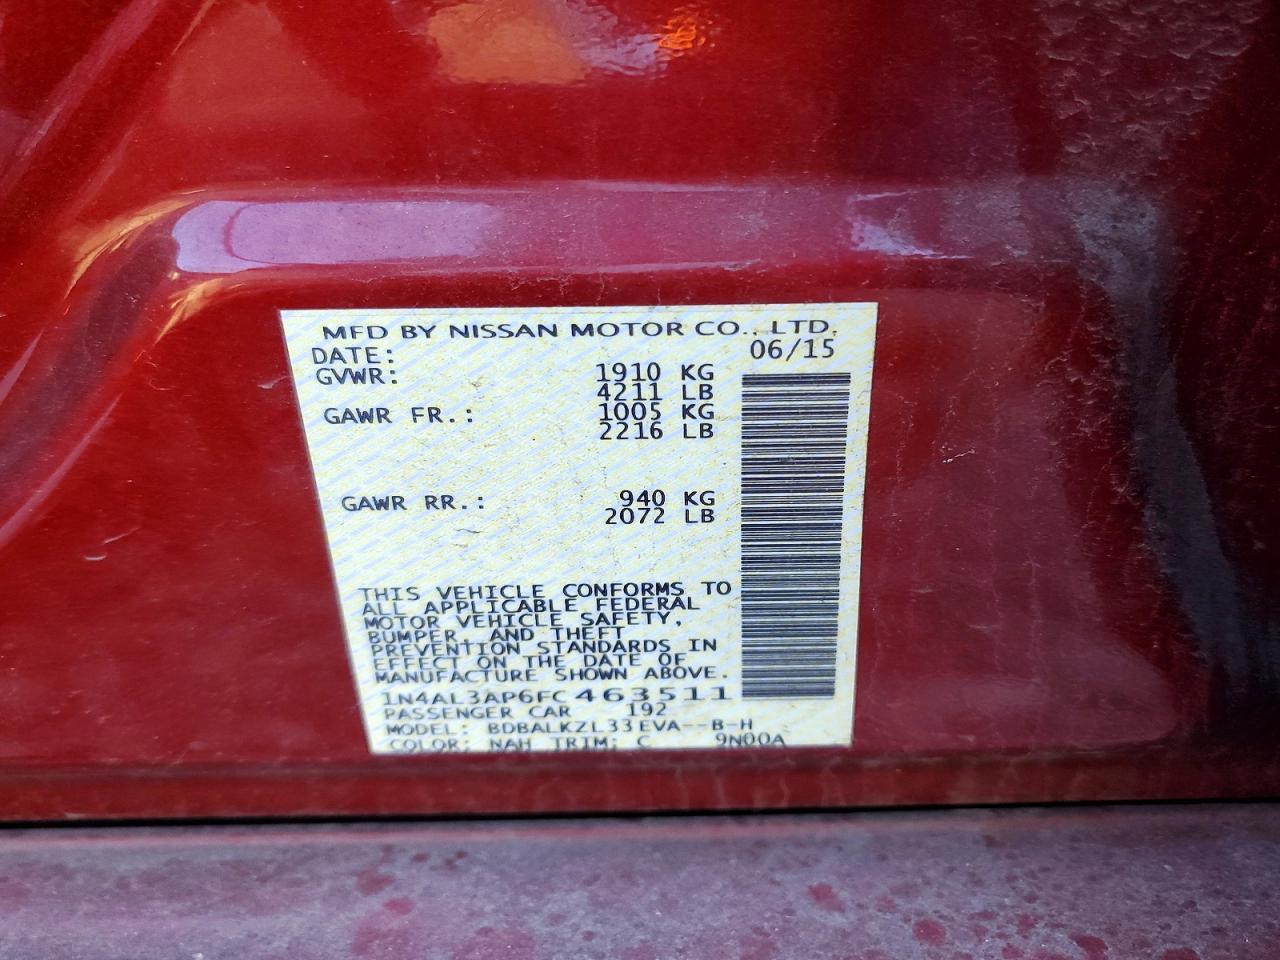 MFD BY NISSAN MOTOR CO., LTD.
DATE: 06/15
GVWR: 1910 KG
4211 LB
GAWR FR.: 1005 KG
2216 LB
GAWR RR.: 940 KG
2072 LB
THIS VEHICLE CONFORMS TO
ALL APPLICABLE FEDERAL
MOTOR VEHICLE SAFETY,
BUMPER, AND THEFT
PREVENTION STANDARDS IN
EFFECT ON THE DATE OF
MANUFACTURE SHOWN ABOVE.
1N4AL3AP6FC463511
PASSENGER CAR 192
MODEL: BDBALKZL33EVA--B-H
COLOR: NAH TRIM: C 9N00A